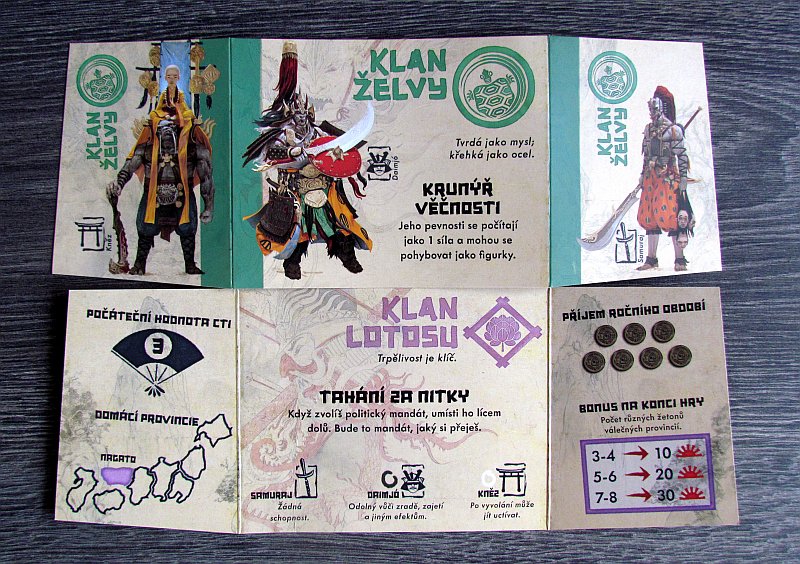 KLAN
ŽELVY
Kněz
KLAN
ŽELVY
Tvrdá jako mysl;
křehká jako ocel.
Daimjó
KRUNÝŘ
VĚČNOSTI
Jeho pevnosti se počítají
jako 1 síla a mohou se
pohybovat jako figurky.
KLAN
ŽELVY
Samuraj
POČÁTEČNÍ HODNOTA CTI
3
DOMÁCÍ PROVINCIE
NAGATO
KLAN
LOTOSU
Trpělivost je klíč.
TAHÁNÍ ZA NITKY
Když zvolíš politický mandát, umísti ho lícem
dolů. Bude to mandát, jaký si přeješ.
SAMURAJ
Žádná
schopnost.
DAIMJÓ
Odolný vůči zradě, zajetí
a jiným efektům.
KNĚZ
Po vyvolání může
jít uctívat.
PŘÍJEM ROČNÍHO OBDOBÍ
BONUS NA KONCI HRY
Počet různých žetonů
válečných provincií.
3-4 → 10
5-6 → 20
7-8 → 30